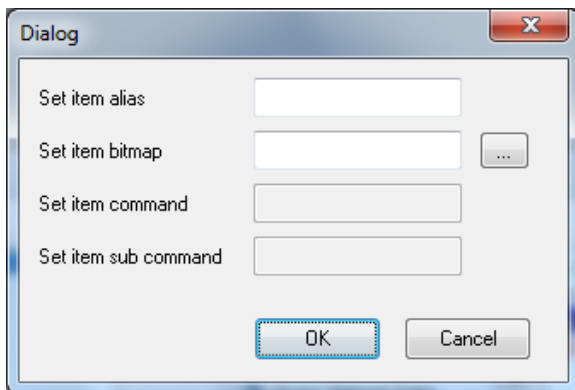 Dialog
Set item alias
Set item bitmap ...
Set item command
Set item sub command
OK Cancel